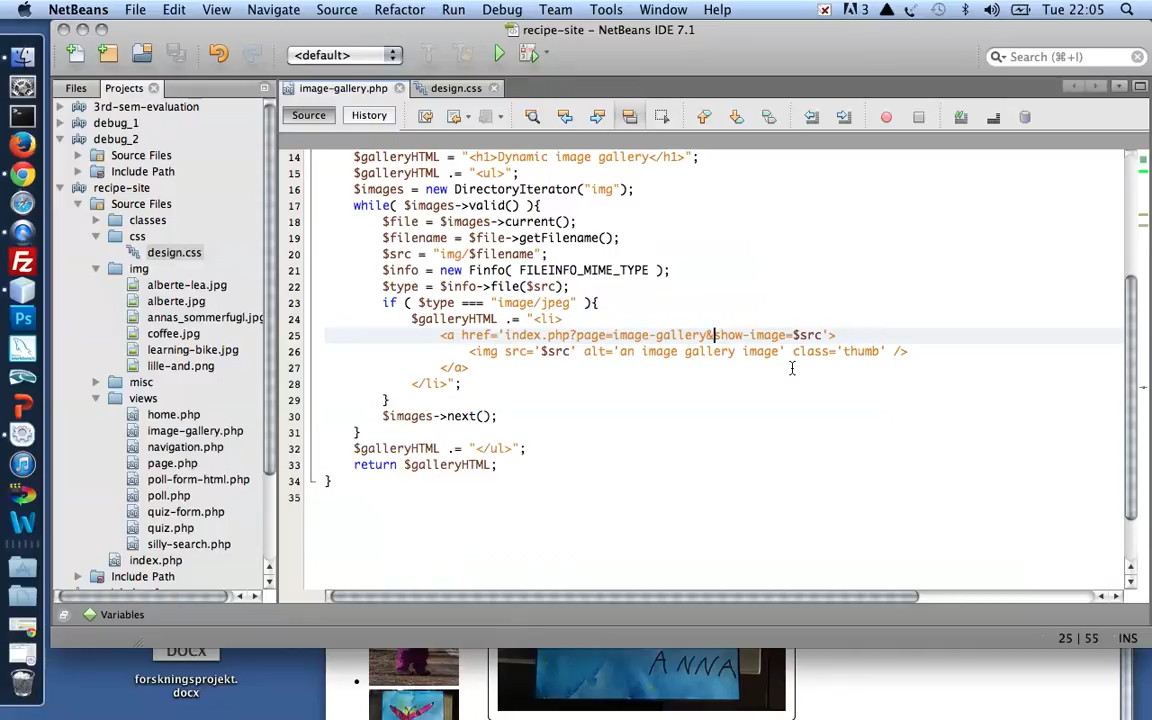 NetBeans File Edit View Navigate Source Refactor Run Debug Team Tools Window Help 3 Tue 22:05
recipe-site – NetBeans IDE 7.1
<default> Search (⌘+I)
Files Projects image-gallery.php design.css
Source History
3rd-sem-evaluation
debug_1
debug_2
Source Files
Include Path
recipe-site
Source Files
classes
css
design.css
img
alberte-lea.jpg
alberte.jpg
annas_sommerfugl.jpg
coffee.jpg
learning-bike.jpg
lille-and.png
misc
views
home.php
image-gallery.php
navigation.php
page.php
poll-form-html.php
poll.php
quiz-form.php
quiz.php
silly-search.php
index.php
Include Path
14 $galleryHTML = "<h1>Dynamic image gallery</h1>";
15 $galleryHTML .= "<ul>";
16 $images = new DirectoryIterator("img");
17 while( $images->valid() ){
18 $file = $images->current();
19 $filename = $file->getFilename();
20 $src = "img/$filename";
21 $info = new Finfo( FILEINFO_MIME_TYPE );
22 $type = $info->file($src);
23 if ( $type === "image/jpeg" ){
24 $galleryHTML .= "<li>
25 <a href='index.php?page=image-gallery&show-image=$src'>
26 <img src='$src' alt='an image gallery image' class='thumb' />
27 </a>
28 </li>";
29 }
30 $images->next();
31 }
32 $galleryHTML .= "</ul>";
33 return $galleryHTML;
34 }
35
Variables
25 | 55 INS
DOCX
forskningsprojekt.
docx
ANNA